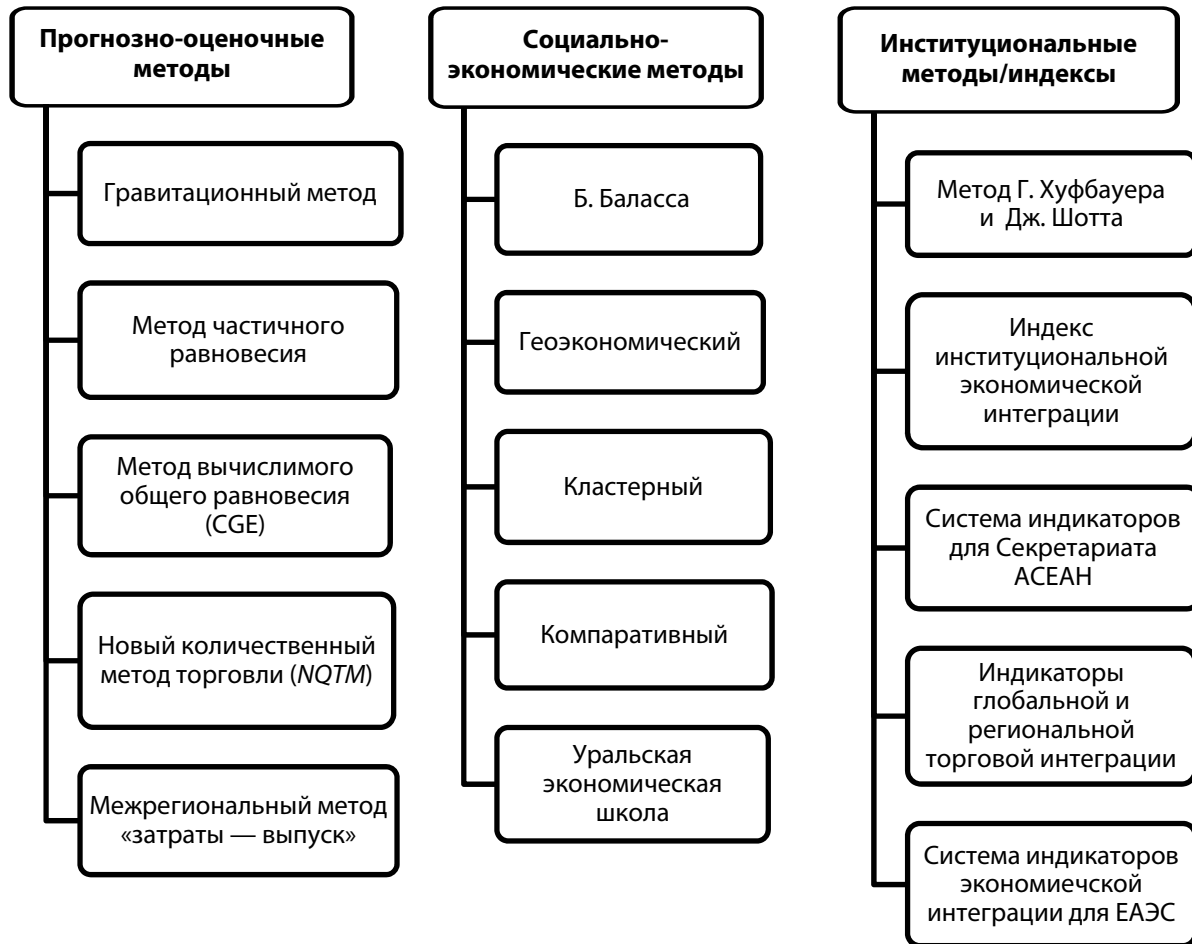 Прогнозно-оценочные
методы
Гравитационный метод
Метод частичного
равновесия
Метод вычислимого
общего равновесия
(CGE)
Новый количественный
метод торговли (NQTM)
Межрегиональный метод
«затраты — выпуск»
Социально-
экономические методы
Б. Баласса
Геоэкономический
Кластерный
Компаративный
Уральская
экономическая
школа
Институциональные
методы/индексы
Метод Г. Хуфбауера
и Дж. Шотта
Индекс
институциональной
экономической
интеграции
Система индикаторов
для Секретариата
АСЕАН
Индикаторы
глобальной и
региональной
торговой интеграции
Система индикаторов
экономиечской
интеграции для ЕАЭС